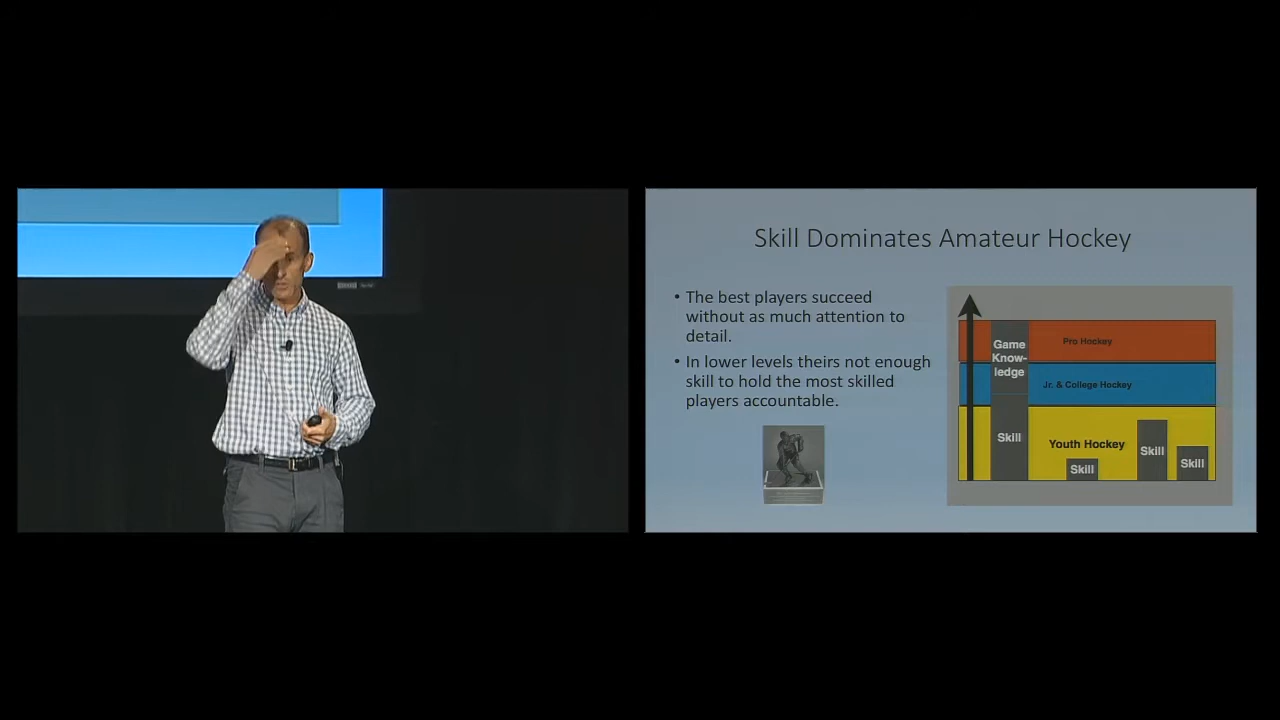 Skill Dominates Amateur Hockey
• The best players succeed
without as much attention to
detail.
• In lower levels theirs not enough
skill to hold the most skilled
players accountable.
Pro Hockey
Game
Know-
ledge
Jr. & College Hockey
Skill
Youth Hockey
Skill
Skill
Skill